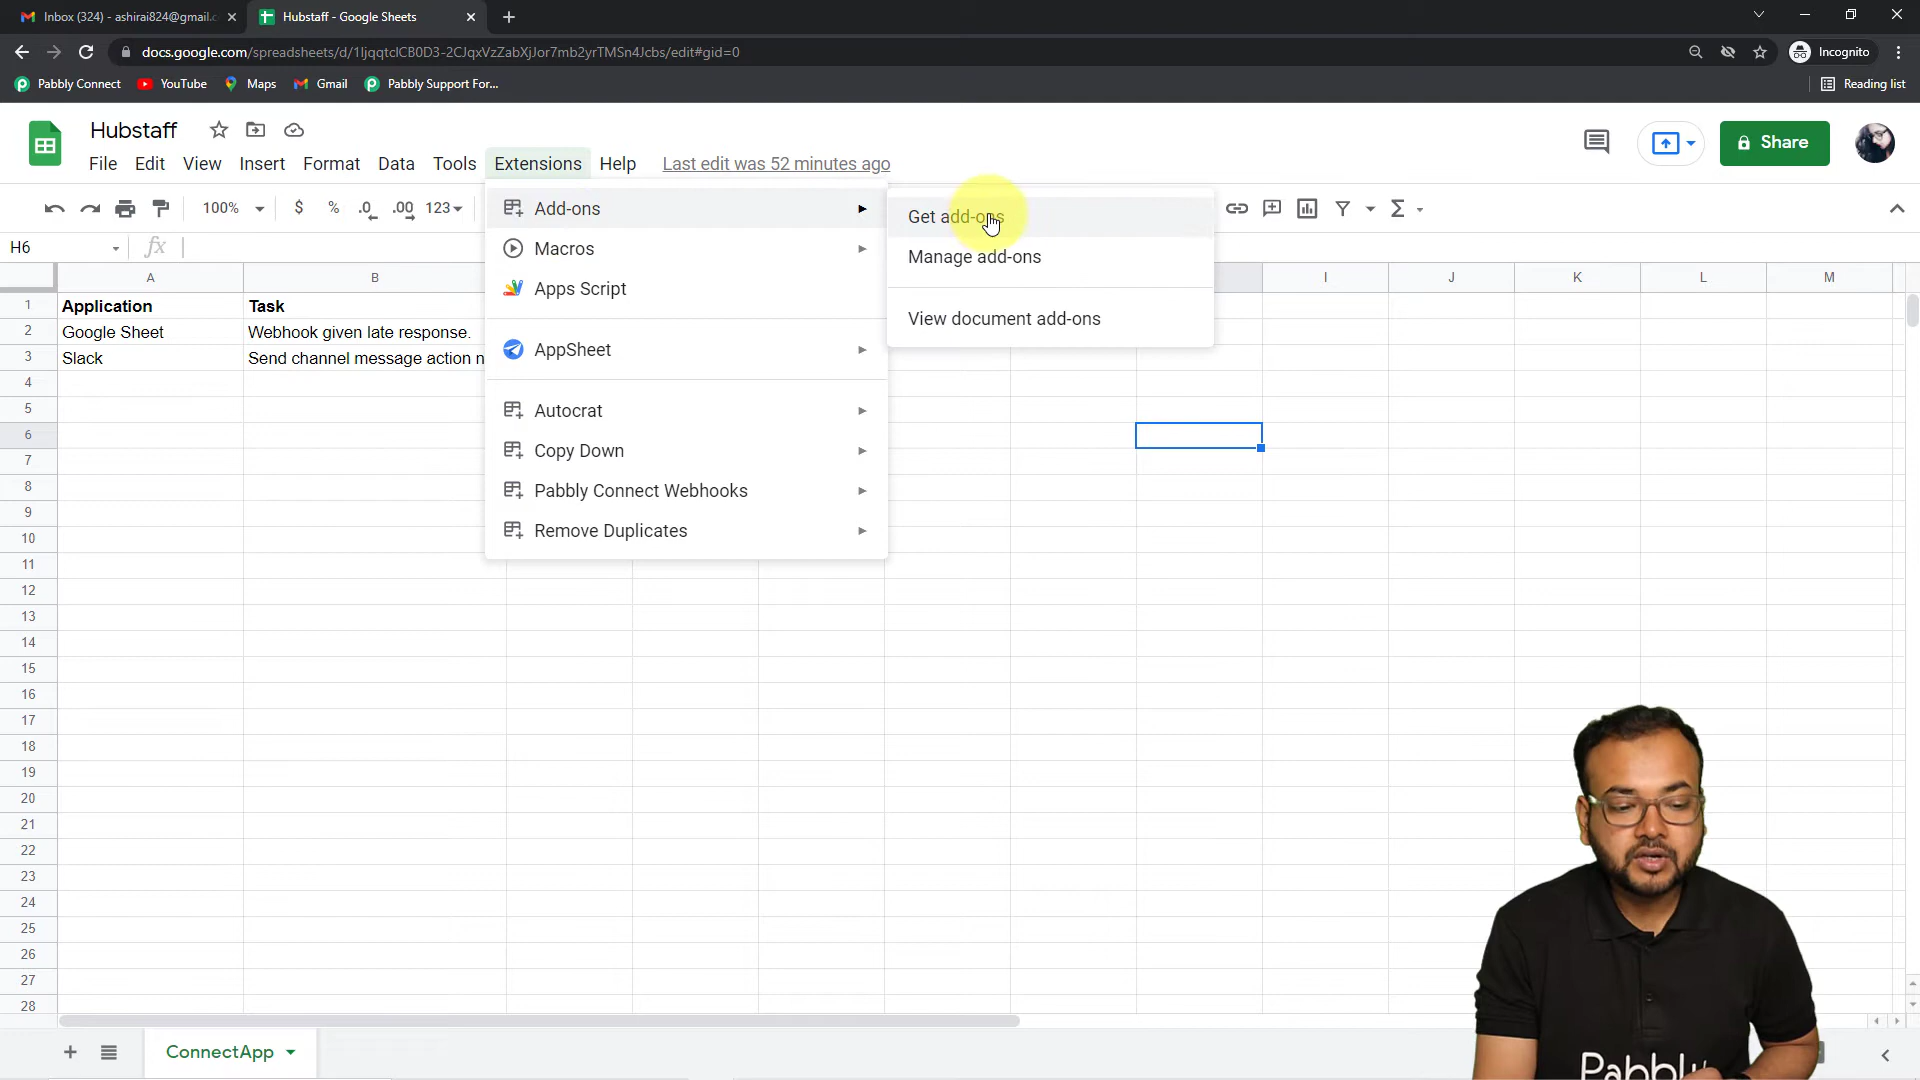 Inbox (324) - ashirai824@gmail.c
Hubstaff - Google Sheets
docs.google.com/spreadsheets/d/1IjqqtclCB0D3-2CJqxVzZabXjJor7mb2yrTMSn4Jcbs/edit#gid=0
Incognito
Pabbly Connect
YouTube
Maps
Gmail
Pabbly Support For...
Reading list
Hubstaff
File Edit View Insert Format Data Tools Extensions Help Last edit was 52 minutes ago
Share
100% $ % .0 .00 123
Add-ons
Macros
Apps Script
AppSheet
Autocrat
Copy Down
Pabbly Connect Webhooks
Remove Duplicates
Get add-ons
Manage add-ons
View document add-ons
H6 fx
A B I J K L M
1 Application Task
2 Google Sheet Webhook given late response.
3 Slack Send channel message action n
4
5
6
7
8
9
10
11
12
13
14
15
16
17
18
19
20
21
22
23
24
25
26
27
28
ConnectApp
Pabbly